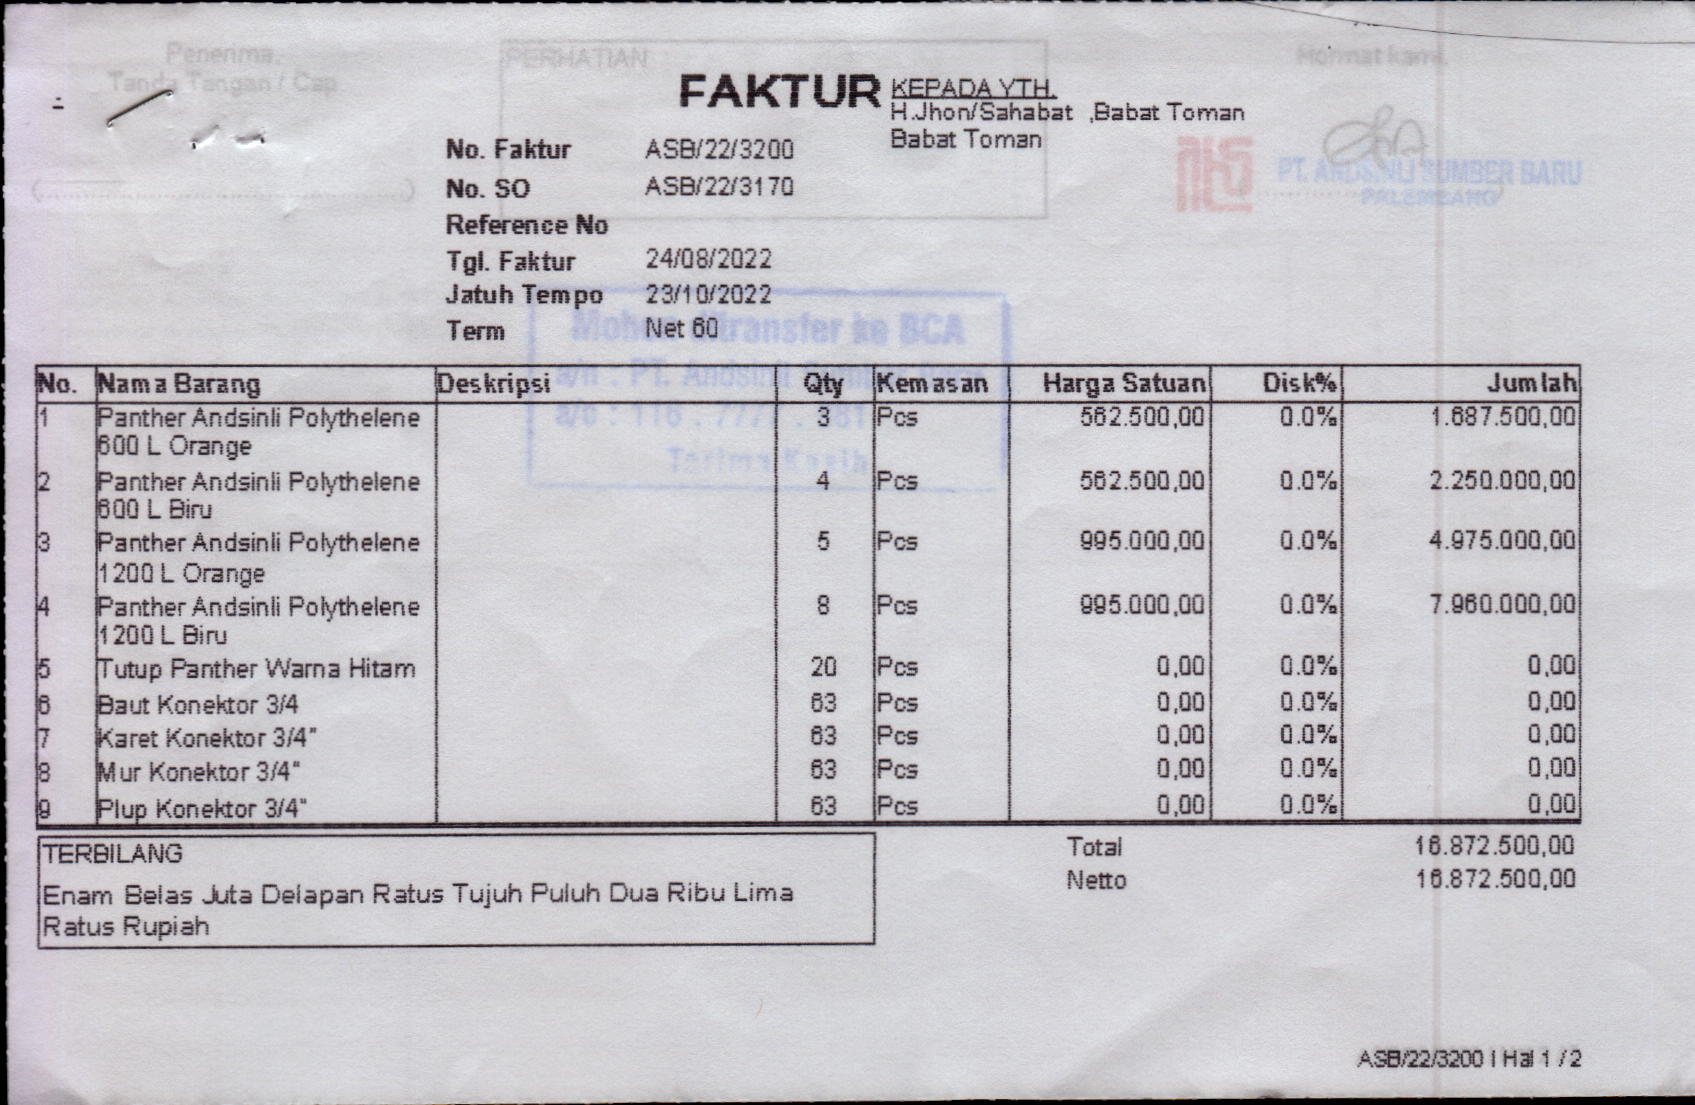 Penerima,
Tanda Tangan / Cap
PERHATIAN
Hormat kami,
FAKTUR
KEPADA YTH.
H.Jhon/Sahabat ,Babat Toman
Babat Toman
PT. ANDSINLI SUMBER BARU
PALEMBANG
No. Faktur ASB/22/3200
No. SO ASB/22/3170
Reference No
Tgl. Faktur 24/08/2022
Jatuh Tempo 23/10/2022
Term Net 60
Mohon ditransfer ke BCA
a/n : PT. Andsinli Sumber Baru
a/c : 116 . 7777 .
Terima Kasih
No. Nama Barang Deskripsi Qty Kemasan Harga Satuan Disk% Jumlah
1 Panther Andsinli Polythelene 3 Pcs 562.500,00 0.0% 1.687.500,00
600 L Orange
2 Panther Andsinli Polythelene 4 Pcs 562.500,00 0.0% 2.250.000,00
600 L Biru
3 Panther Andsinli Polythelene 5 Pcs 995.000,00 0.0% 4.975.000,00
1200 L Orange
4 Panther Andsinli Polythelene 8 Pcs 995.000,00 0.0% 7.960.000,00
1200 L Biru
5 Tutup Panther Warna Hitam 20 Pcs 0,00 0.0% 0,00
6 Baut Konektor 3/4 63 Pcs 0,00 0.0% 0,00
7 Karet Konektor 3/4" 63 Pcs 0,00 0.0% 0,00
8 Mur Konektor 3/4" 63 Pcs 0,00 0.0% 0,00
9 Plup Konektor 3/4" 63 Pcs 0,00 0.0% 0,00
TERBILANG
Enam Belas Juta Delapan Ratus Tujuh Puluh Dua Ribu Lima
Ratus Rupiah
Total 16.872.500,00
Netto 16.872.500,00
ASB/22/3200 | Hal 1 / 2